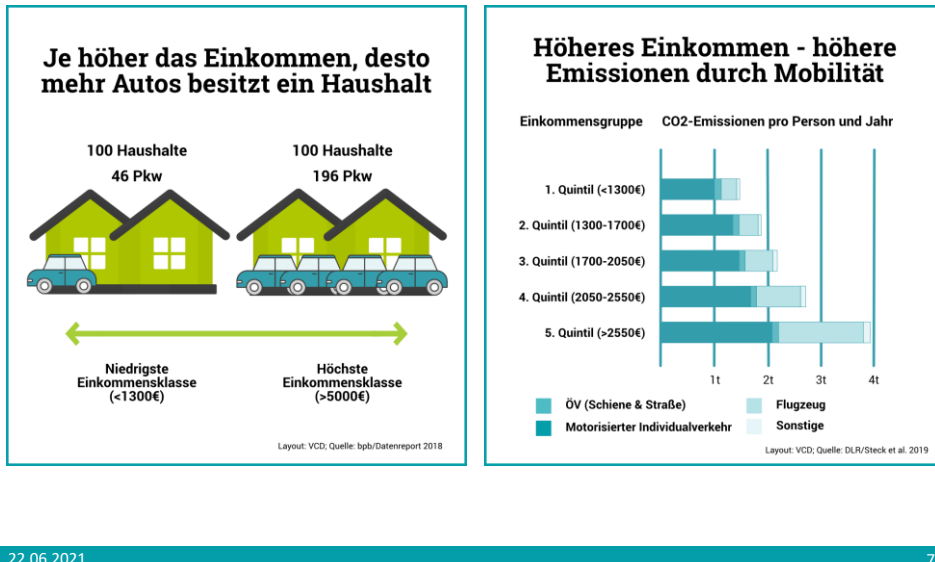 Je höher das Einkommen, desto
mehr Autos besitzt ein Haushalt
100 Haushalte
46 Pkw
100 Haushalte
196 Pkw
Niedrigste
Einkommensklasse
(<1300€)
Höchste
Einkommensklasse
(>5000€)
Layout: VCD; Quelle: bpb/Datenreport 2018
Höheres Einkommen - höhere
Emissionen durch Mobilität
Einkommensgruppe
CO2-Emissionen pro Person und Jahr
1. Quintil (<1300€)
2. Quintil (1300-1700€)
3. Quintil (1700-2050€)
4. Quintil (2050-2550€)
5. Quintil (>2550€)
1t
2t
3t
4t
ÖV (Schiene & Straße)
Flugzeug
Motorisierter Individualverkehr
Sonstige
Layout: VCD; Quelle: DLR/Steck et al. 2019
22.06.2021
7